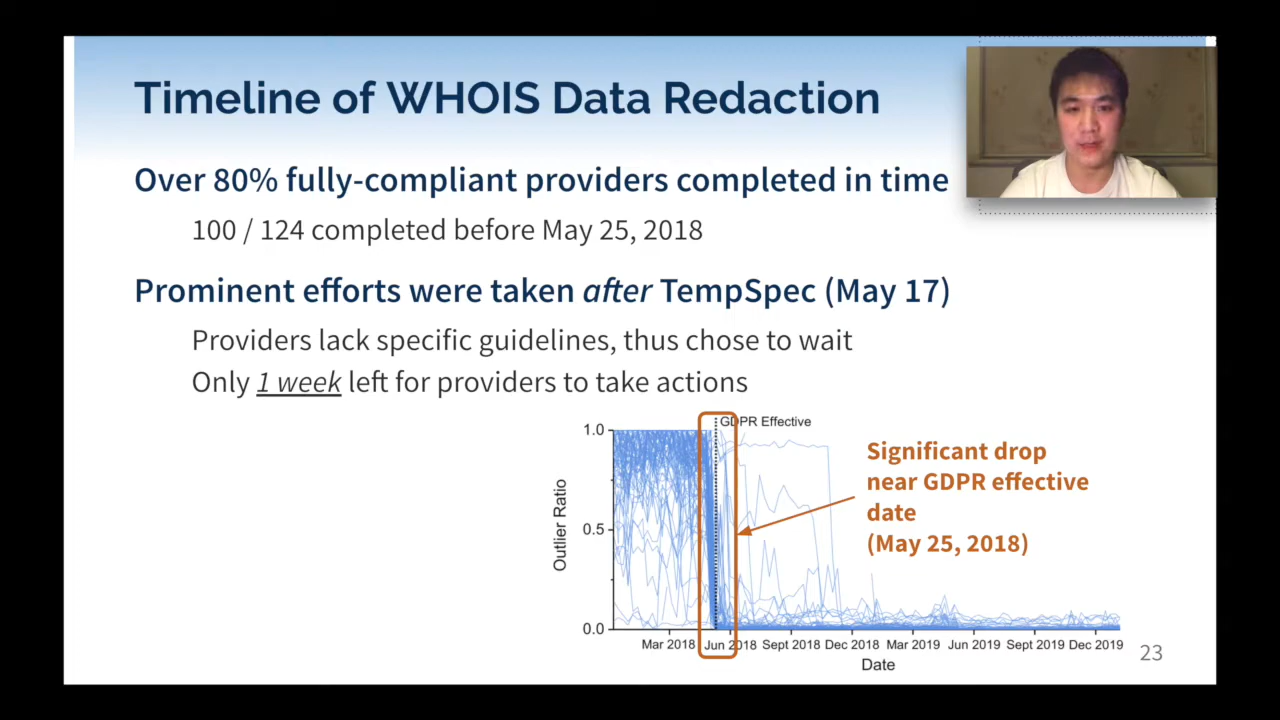 Timeline of WHOIS Data Redaction
Over 80% fully-compliant providers completed in time
100 / 124 completed before May 25, 2018
Prominent efforts were taken after TempSpec (May 17)
Providers lack specific guidelines, thus chose to wait
Only 1 week left for providers to take actions
GDPR Effective
1.0
0.5
0.0
Outlier Ratio
Mar 2018 Jun 2018 Sept 2018 Dec 2018 Mar 2019 Jun 2019 Sept 2019 Dec 2019
Date
Significant drop
near GDPR effective
date
(May 25, 2018)
23